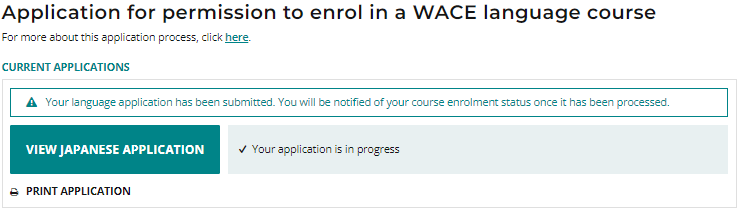 Application for permission to enrol in a WACE language course
For more about this application process, click here.
CURRENT APPLICATIONS
Your language application has been submitted. You will be notified of your course enrolment status once it has been processed.
VIEW JAPANESE APPLICATION
✓ Your application is in progress
PRINT APPLICATION